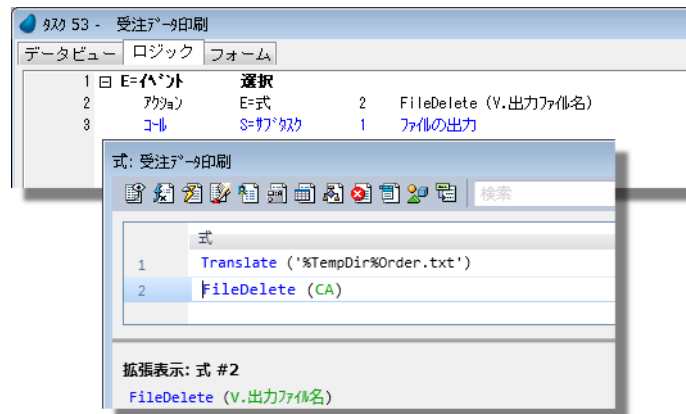 ﾀｽｸ 53 - 受注ﾃﾞｰﾀ印刷
データビュー ロジック フォーム
1 E=ｲﾍﾞﾝﾄ 選択
2 ｱｸｼｮﾝ E=式 2 FileDelete (V.出力ﾌｧｲﾙ名)
3 ｺｰﾙ S=ｻﾌﾞﾀｽｸ 1 ﾌｧｲﾙの出力
式: 受注ﾃﾞｰﾀ印刷
検索
式
1 Translate ('%TempDir%Order.txt')
2 FileDelete (CA)
拡張表示: 式 #2
FileDelete (V.出力ﾌｧｲﾙ名)